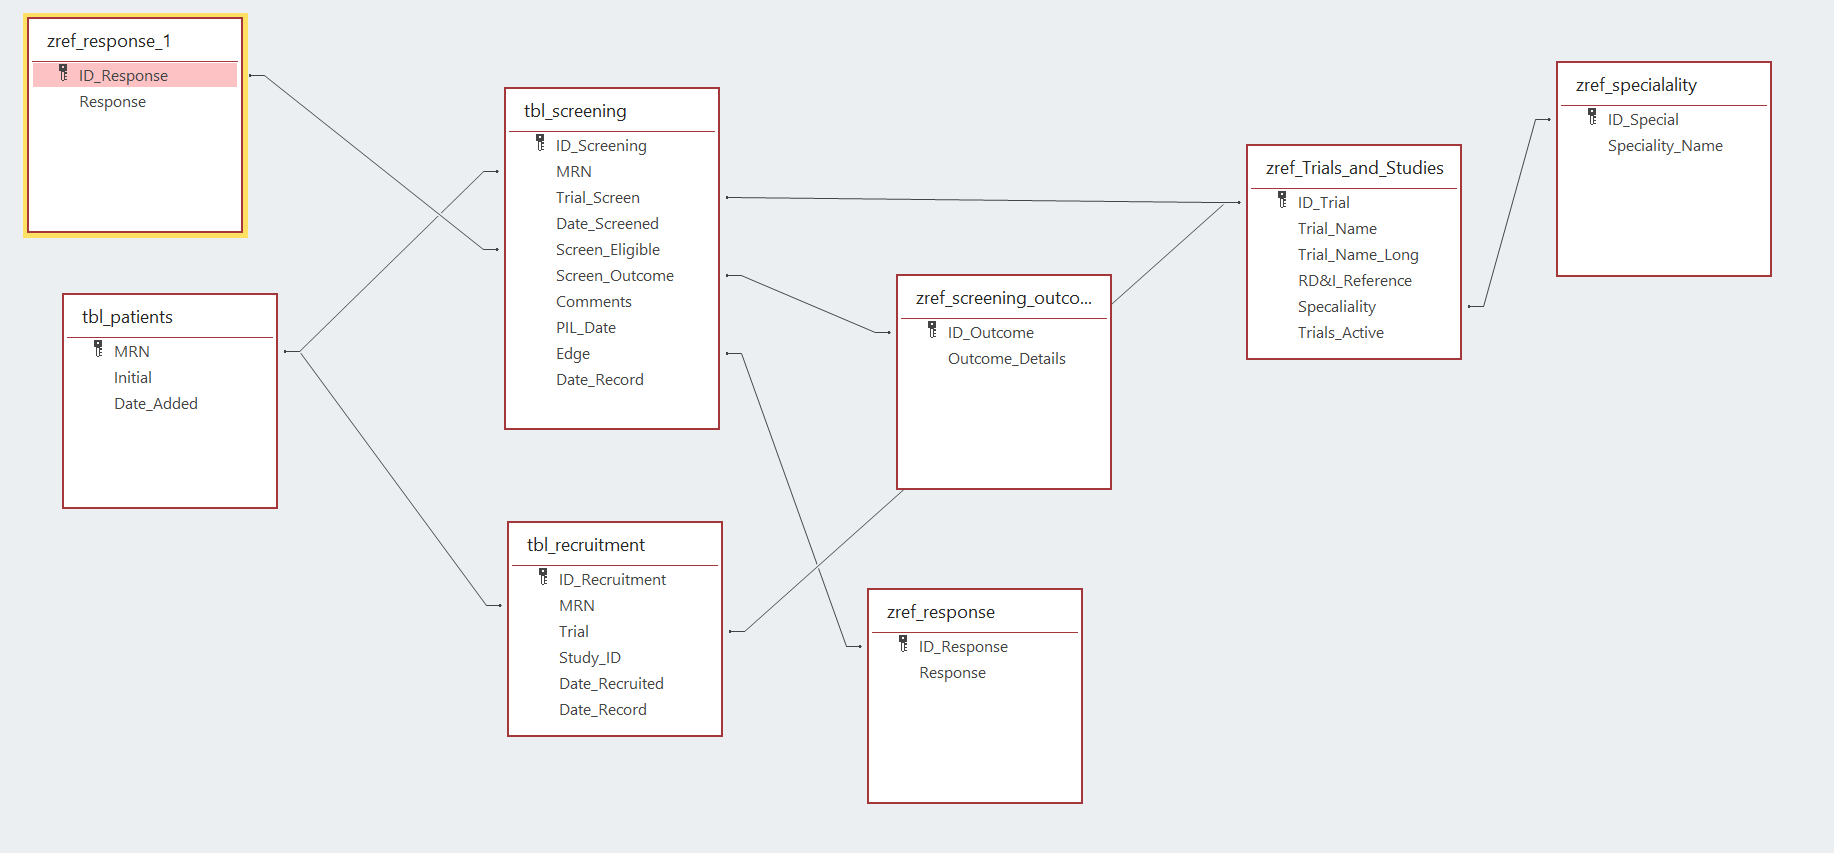 zref_response_1
ID_Response
Response
tbl_patients
MRN
Initial
Date_Added
tbl_screening
ID_Screening
MRN
Trial_Screen
Date_Screened
Screen_Eligible
Screen_Outcome
Comments
PIL_Date
Edge
Date_Record
tbl_recruitment
ID_Recruitment
MRN
Trial
Study_ID
Date_Recruited
Date_Record
zref_screening_outco...
ID_Outcome
Outcome_Details
zref_response
ID_Response
Response
zref_Trials_and_Studies
ID_Trial
Trial_Name
Trial_Name_Long
RD&I_Reference
Specaliality
Trials_Active
zref_specialality
ID_Special
Speciality_Name